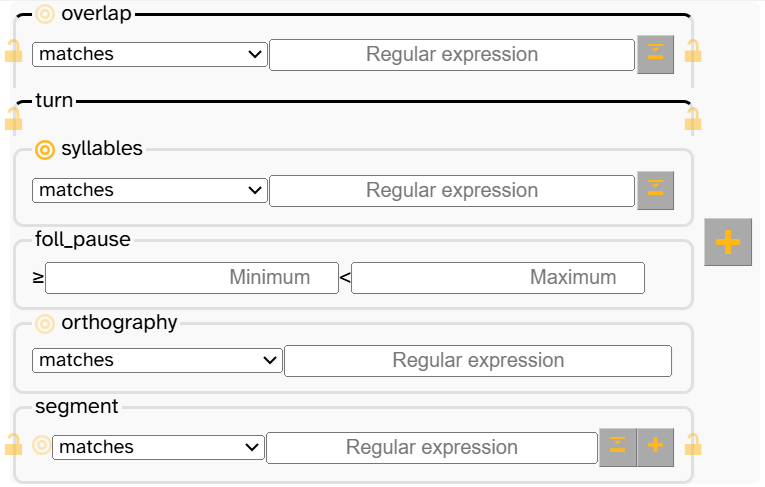 overlap
matches Regular expression
turn
syllables
matches Regular expression
foll_pause
≥ Minimum < Maximum
orthography
matches Regular expression
segment
matches Regular expression